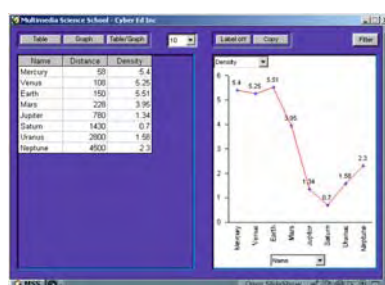 Multimedia Science School - Cyber Ed Inc
Table Graph Table/Graph 10 Label off Copy Filter
Name Distance Density
Mercury 58 5.4
Venus 108 5.25
Earth 150 5.51
Mars 228 3.95
Jupiter 780 1.34
Saturn 1430 0.7
Uranus 2800 1.58
Neptune 4500 2.3
Density
6
5
4
3
2
1
0
5.4 5.25 5.51 3.95 1.34 0.7 1.58 2.3
Mercury Venus Earth Mars Jupiter Saturn Uranus Neptune
Name
MSS